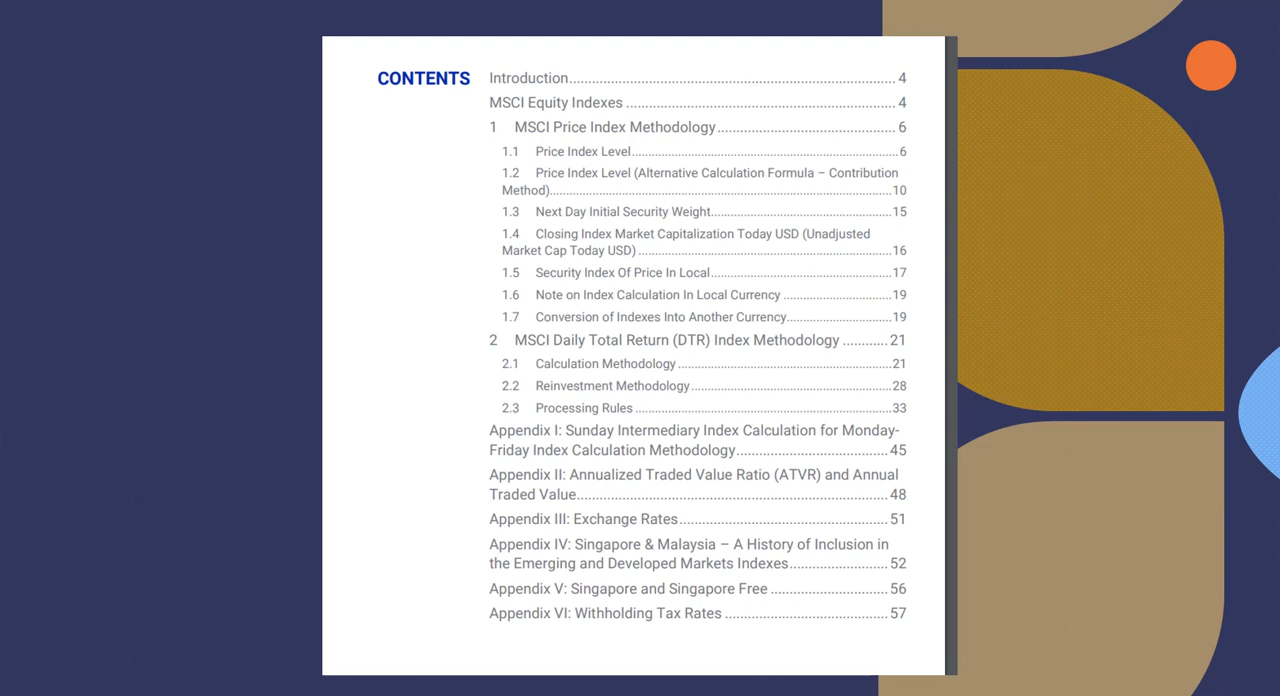 CONTENTS
Introduction 4
MSCI Equity Indexes 4
1 MSCI Price Index Methodology 6
1.1 Price Index Level 6
1.2 Price Index Level (Alternative Calculation Formula – Contribution
Method) 10
1.3 Next Day Initial Security Weight 15
1.4 Closing Index Market Capitalization Today USD (Unadjusted
Market Cap Today USD) 16
1.5 Security Index Of Price In Local 17
1.6 Note on Index Calculation In Local Currency 19
1.7 Conversion of Indexes Into Another Currency 19
2 MSCI Daily Total Return (DTR) Index Methodology 21
2.1 Calculation Methodology 21
2.2 Reinvestment Methodology 28
2.3 Processing Rules 33
Appendix I: Sunday Intermediary Index Calculation for Monday-
Friday Index Calculation Methodology 45
Appendix II: Annualized Traded Value Ratio (ATVR) and Annual
Traded Value 48
Appendix III: Exchange Rates 51
Appendix IV: Singapore & Malaysia – A History of Inclusion in
the Emerging and Developed Markets Indexes 52
Appendix V: Singapore and Singapore Free 56
Appendix VI: Withholding Tax Rates 57